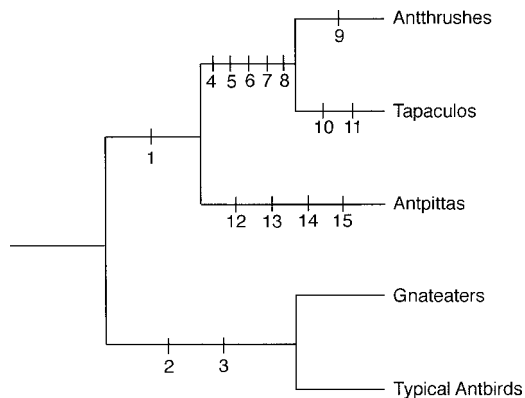 Antthrushes
9
4 5 6 7 8
Tapaculos
10 11
1
Antpittas
12 13 14 15
Gnateaters
2 3
Typical Antbirds